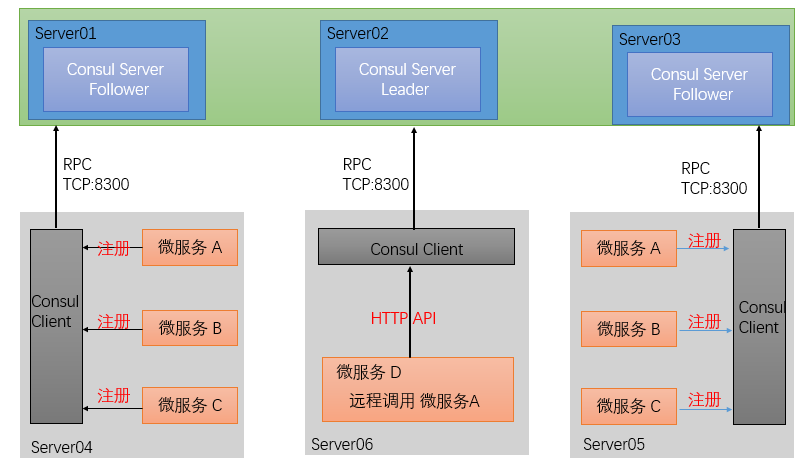 Server01
Consul Server
Follower
Server02
Consul Server
Leader
Server03
Consul Server
Follower
RPC
TCP:8300
RPC
TCP:8300
RPC
TCP:8300
Consul
Client
注册
微服务 A
注册
微服务 B
注册
微服务 C
Server04
Consul Client
HTTP API
微服务 D
远程调用 微服务A
Server06
微服务 A
注册
微服务 B
注册
微服务 C
注册
Consul
Client
Server05